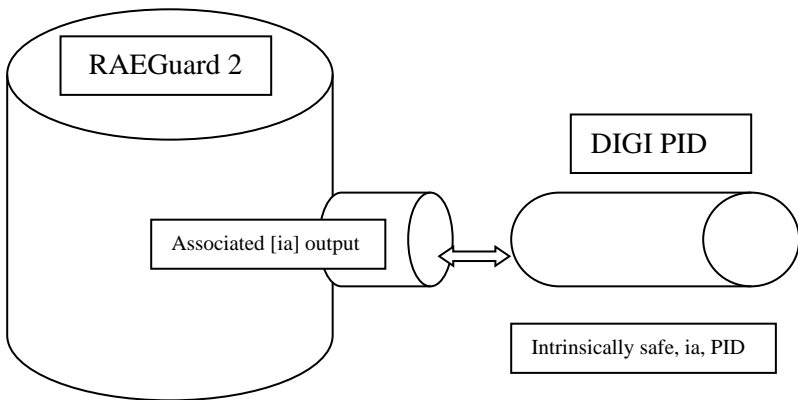 RAEGuard 2
DIGI PID
Associated [ia] output
Intrinsically safe, ia, PID